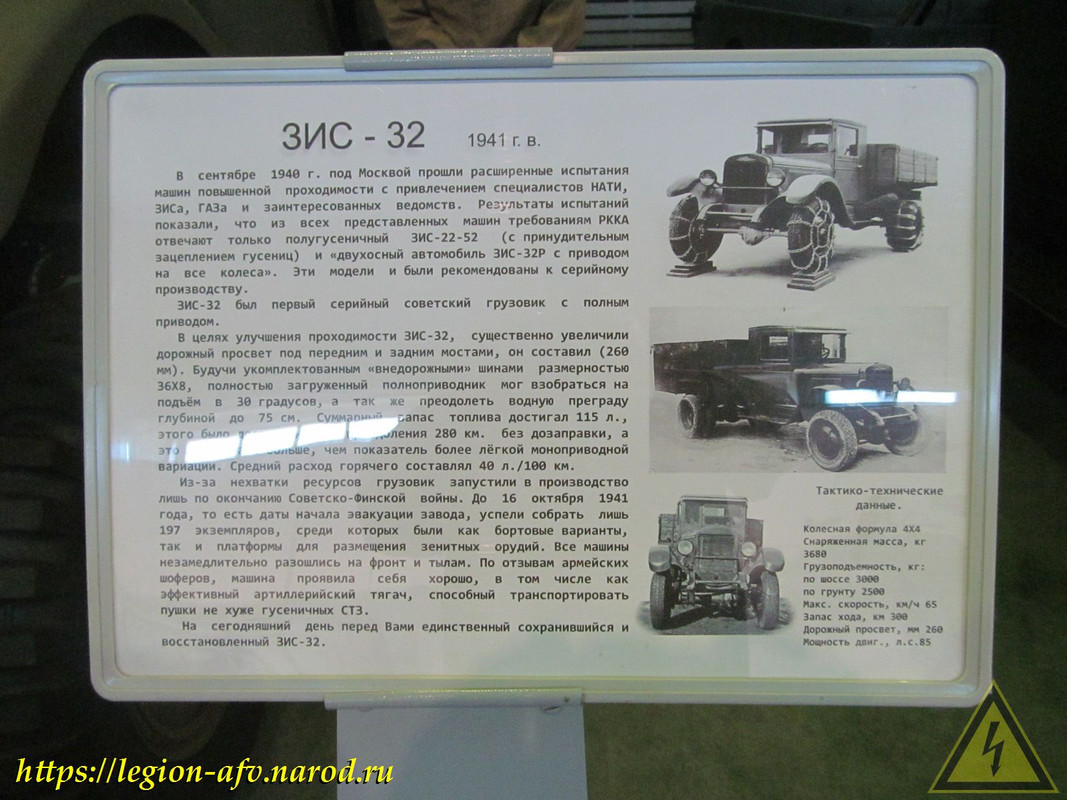 ЗИС - 32 1941 г. в.
В сентябре 1940 г. под Москвой прошли расширенные испытания
машин повышенной проходимости с привлечением специалистов НАТИ,
ЗИСа, ГАЗа и заинтересованных ведомств. Результаты испытаний
показали, что из всех представленных машин требованиям РККА
отвечают только полугусеничный ЗИС-22-52 (с принудительным
зацеплением гусениц) и «двухосный автомобиль ЗИС-32Р с приводом
на все колеса». Эти модели и были рекомендованы к серийному
производству.
ЗИС-32 был первый серийный советский грузовик с полным
приводом.
В целях улучшения проходимости ЗИС-32, существенно увеличили
дорожный просвет под передним и задним мостами, он составил (260
мм). Будучи укомплектованным «внедорожными» шинами размерностью
36Х8, полностью загруженный полноприводник мог взобраться на
подъём в 30 градусов, а так же преодолеть водную преграду
глубиной до 75 см. Суммарный запас топлива достигал 115 л.,
этого было 280 км. без дозаправки, а
это чем показатель более лёгкой моноприводной
вариации. Средний расход горячего составлял 40 л./100 км.
Из-за нехватки ресурсов грузовик запустили в производство
лишь по окончанию Советско-Финской войны. До 16 октября 1941
года, то есть даты начала эвакуации завода, успели собрать лишь
197 экземпляров, среди которых были как бортовые варианты,
так и платформы для размещения зенитных орудий. Все машины
незамедлительно разошлись на фронт и тылам. По отзывам армейских
шоферов, машина проявила себя хорошо, в том числе как
эффективный артиллерийский тягач, способный транспортировать
пушки не хуже гусеничных СТЗ.
На сегодняшний день перед Вами единственный сохранившийся и
восстановленный ЗИС-32.
Тактико-технические
данные.
Колесная формула 4Х4
Снаряженная масса, кг
3680
Грузоподъемность, кг:
по шоссе 3000
по грунту 2500
Макс. скорость, км/ч 65
Запас хода, км 300
Дорожный просвет, мм 260
Мощность двиг., л.с.85
https://legion-afv.narod.ru